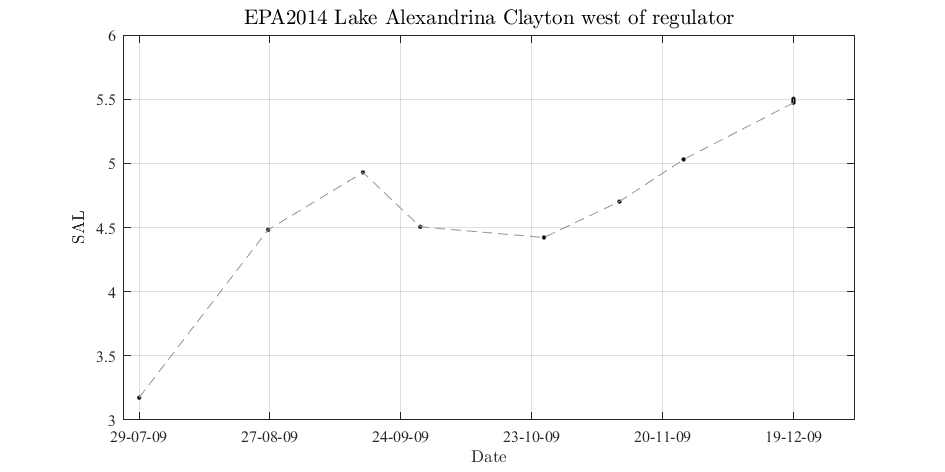 EPA2014 Lake Alexandrina Clayton west of regulator
6
5.5
5
4.5
4
3.5
3
SAL
29-07-09 27-08-09 24-09-09 23-10-09 20-11-09 19-12-09
Date